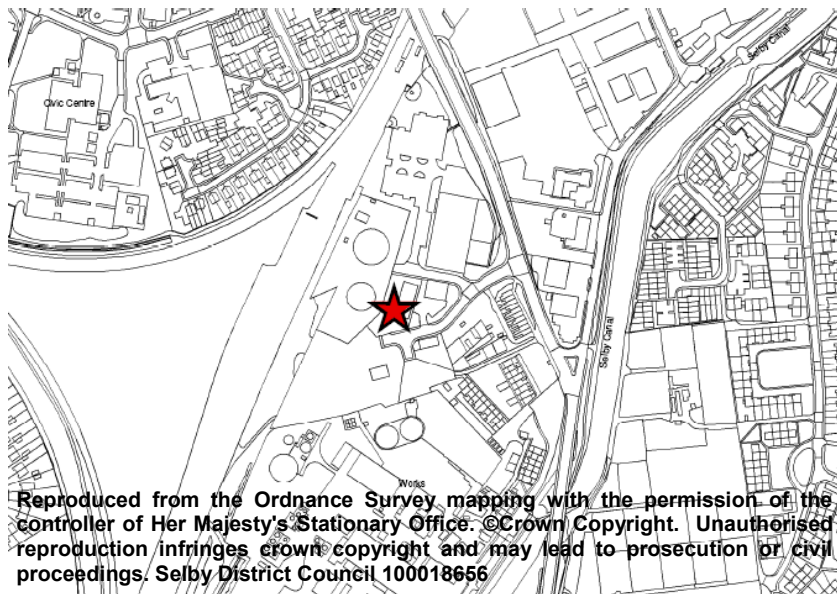 Civic Centre
Selby Canal
Selby Canal
Works
Reproduced from the Ordnance Survey mapping with the permission of the
controller of Her Majesty's Stationary Office. ©Crown Copyright. Unauthorised
reproduction infringes crown copyright and may lead to prosecution or civil
proceedings. Selby District Council 100018656